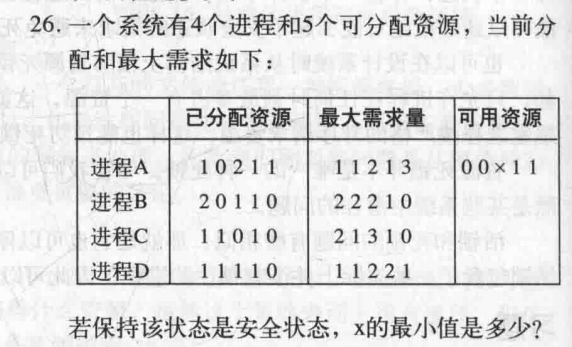 26. 一个系统有4个进程和5个可分配资源，当前分
配和最大需求如下：
已分配资源 最大需求量 可用资源
进程A 1 0 2 1 1 1 1 2 1 3 0 0 × 1 1
进程B 2 0 1 1 0 2 2 2 1 0
进程C 1 1 0 1 0 2 1 3 1 0
进程D 1 1 1 1 0 1 1 2 2 1
若保持该状态是安全状态，x的最小值是多少？